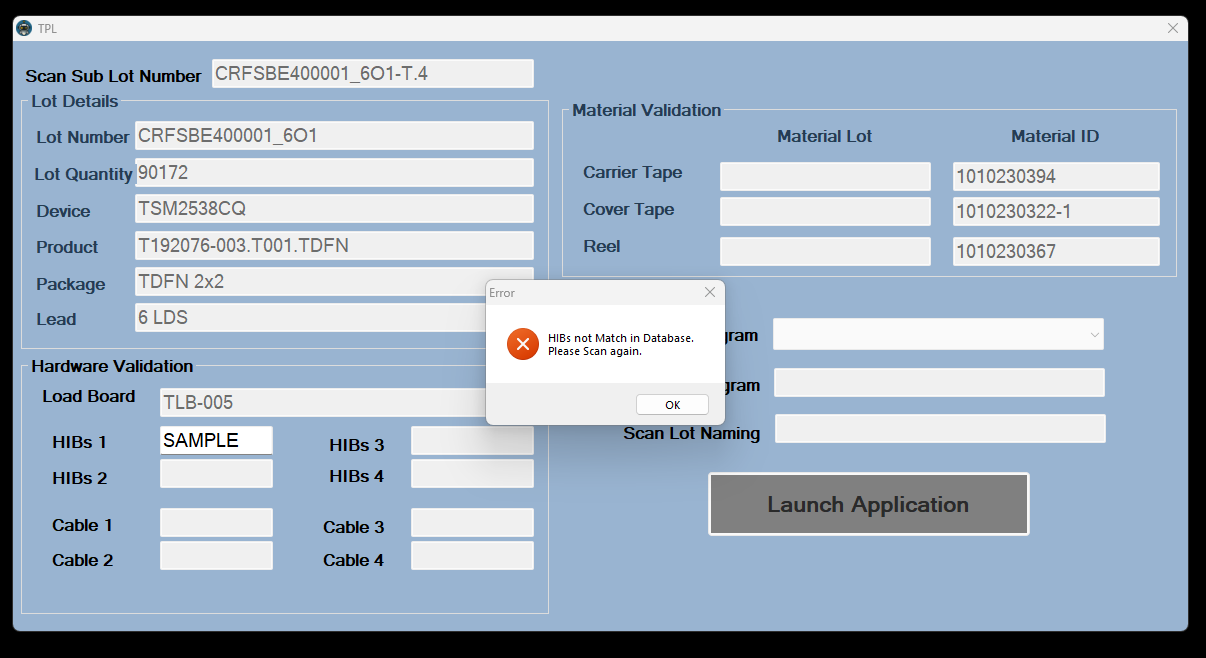 TPL
Scan Sub Lot Number CRFSBE400001_6O1-T.4
Lot Details
Lot Number CRFSBE400001_6O1
Lot Quantity 90172
Device TSM2538CQ
Product T192076-003.T001.TDFN
Package TDFN 2x2
Lead 6 LDS
Material Validation
Material Lot Material ID
Carrier Tape 1010230394
Cover Tape 1010230322-1
Reel 1010230367
Error
HIBs not Match in Database.
Please Scan again.
OK
Hardware Validation
Load Board TLB-005
HIBs 1 SAMPLE HIBs 3
HIBs 2 HIBs 4
Cable 1 Cable 3
Cable 2 Cable 4
Scan Lot Naming
Launch Application